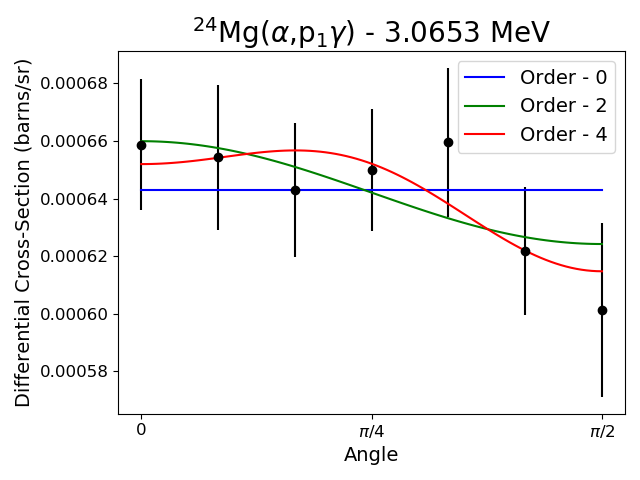 ²⁴Mg(α,p₁γ) - 3.0653 MeV
Differential Cross-Section (barns/sr)
0.00068
0.00066
0.00064
0.00062
0.00060
0.00058
Order - 0
Order - 2
Order - 4
0
π/4
π/2
Angle